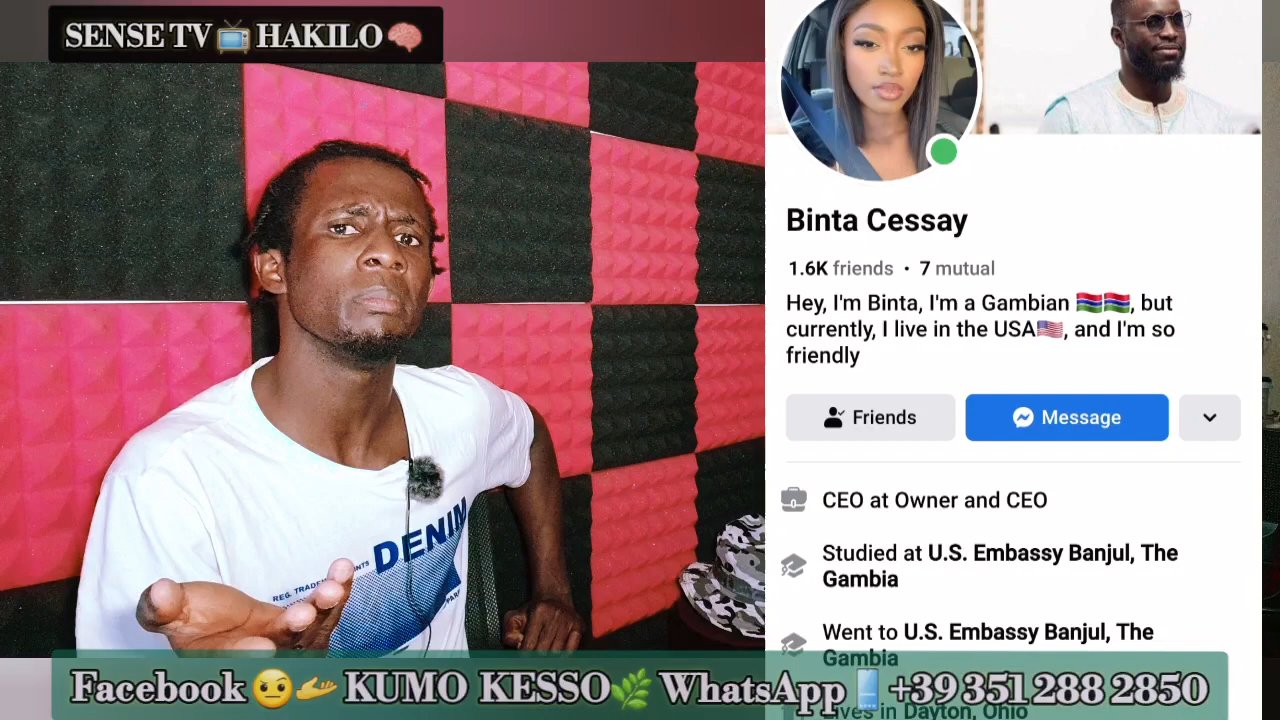 SENSE TV📺 HAKILO🧠
Binta Cessay
1.6K friends • 7 mutual
Hey, I'm Binta, I'm a Gambian 🇬🇲🇬🇲, but
currently, I live in the USA🇺🇸, and I'm so
friendly
Friends
Message
CEO at Owner and CEO
Studied at U.S. Embassy Banjul, The
Gambia
Went to U.S. Embassy Banjul, The
Gambia
Lives in Dayton, Ohio
DENIM
Facebook🤨🫴 KUMO KESSO🌿 WhatsApp📱+39 351 288 2850